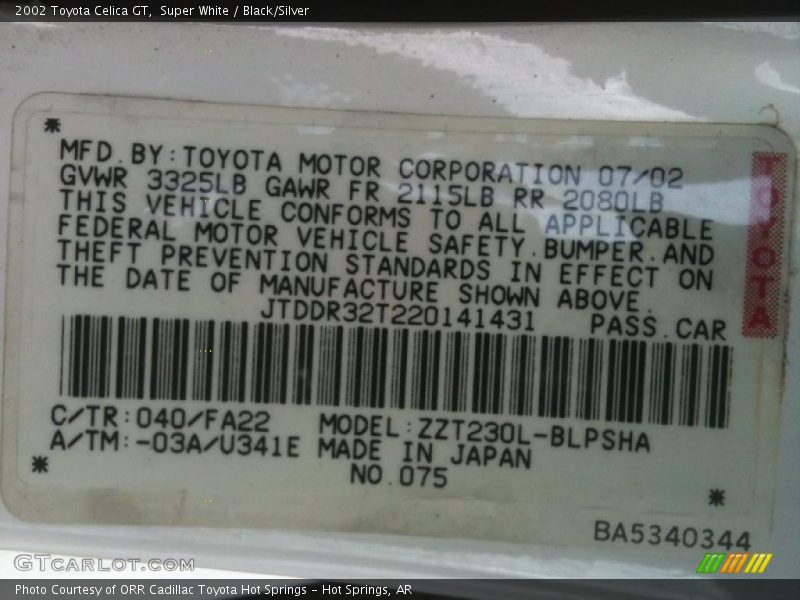 2002 Toyota Celica GT,  Super White / Black/Silver
MFD.BY:TOYOTA MOTOR CORPORATION 07/02
GVWR 3325LB GAWR FR 2115LB RR 2080LB
THIS VEHICLE CONFORMS TO ALL APPLICABLE
FEDERAL MOTOR VEHICLE SAFETY.BUMPER.AND
THEFT PREVENTION STANDARDS IN EFFECT ON
THE DATE OF MANUFACTURE SHOWN ABOVE.
JTDDR32T220141431 PASS.CAR
TOYOTA
C/TR:040/FA22 MODEL:ZZT230L-BLPSHA
A/TM:-03A/U341E MADE IN JAPAN
NO.075
BA5340344
GTCarLot.com
Photo Courtesy of ORR Cadillac Toyota Hot Springs - Hot Springs, AR